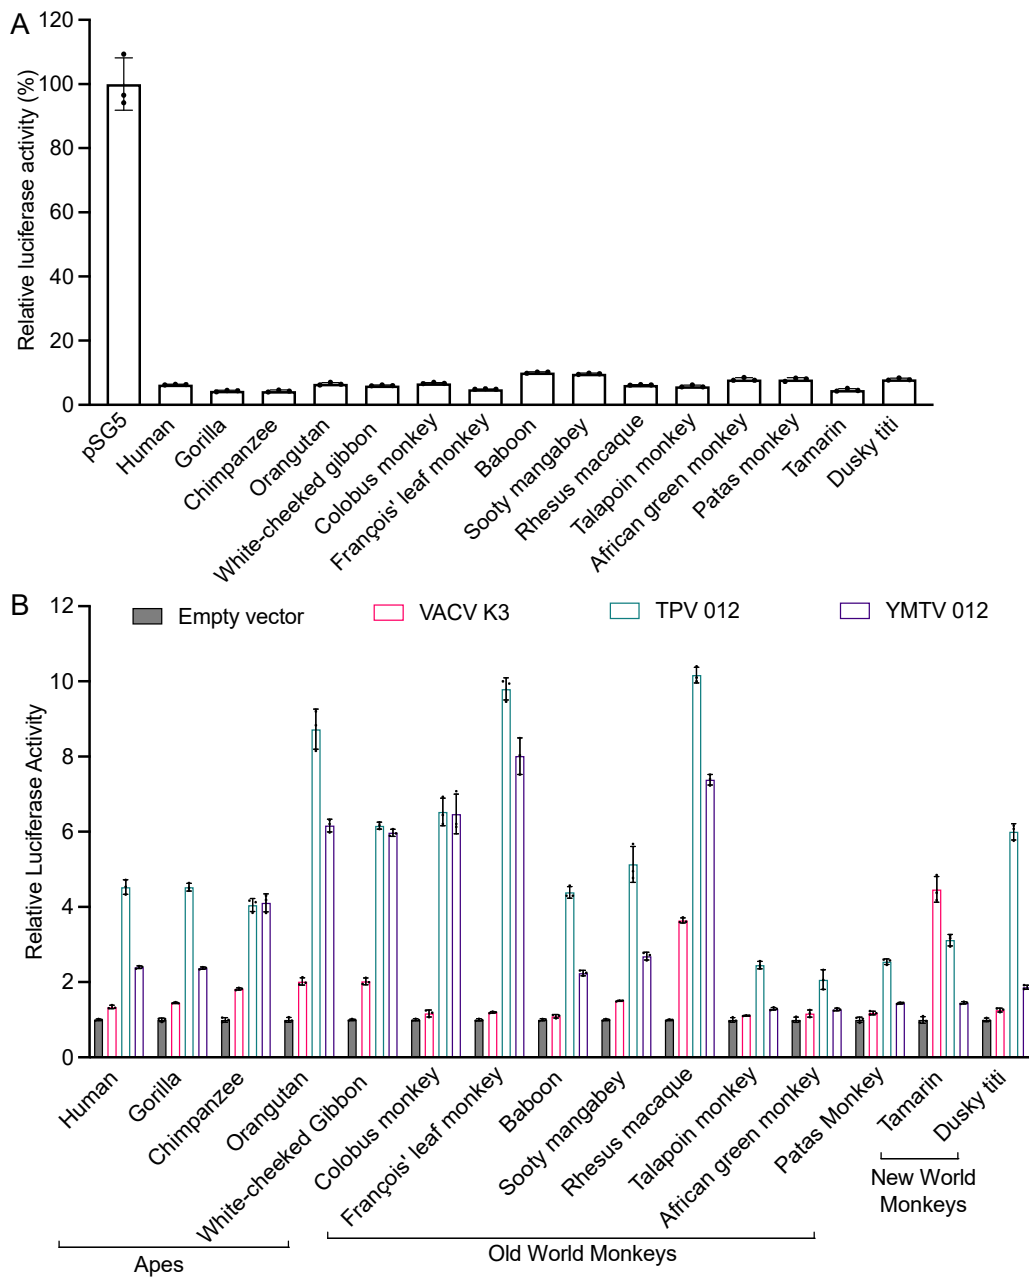 A
Relative luciferase activity (%)
120
100
80
60
40
20
0
pSG5
Human
Gorilla
Chimpanzee
Orangutan
White-cheeked gibbon
Colobus monkey
François' leaf monkey
Baboon
Sooty mangabey
Rhesus macaque
Talapoin monkey
African green monkey
Patas monkey
Tamarin
Dusky titi
B
Empty vector
VACV K3
TPV 012
YMTV 012
Relative Luciferase Activity
12
10
8
6
4
2
0
Human
Gorilla
Chimpanzee
Orangutan
White-cheeked Gibbon
Colobus monkey
François' leaf monkey
Baboon
Sooty mangabey
Rhesus macaque
Talapoin monkey
African green monkey
Patas Monkey
Tamarin
Dusky titi
Apes
Old World Monkeys
New World
Monkeys